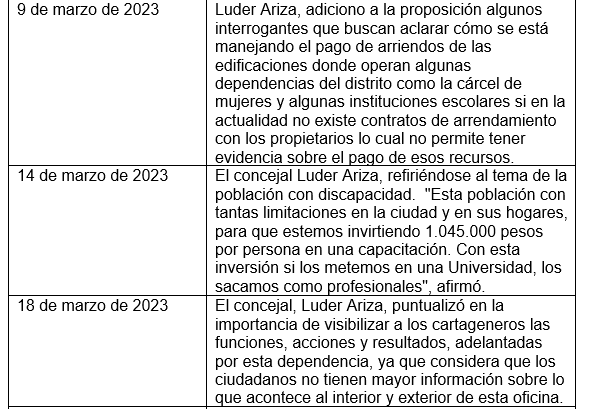 9 de marzo de 2023
Luder Ariza, adiciono a la proposición algunos
interrogantes que buscan aclarar cómo se está
manejando el pago de arriendos de las
edificaciones donde operan algunas
dependencias del distrito como la cárcel de
mujeres y algunas instituciones escolares si en la
actualidad no existe contratos de arrendamiento
con los propietarios lo cual no permite tener
evidencia sobre el pago de esos recursos.
14 de marzo de 2023
El concejal Luder Ariza, refiriéndose al tema de la
población con discapacidad.  "Esta población con
tantas limitaciones en la ciudad y en sus hogares,
para que estemos invirtiendo 1.045.000 pesos
por persona en una capacitación. Con esta
inversión si los metemos en una Universidad, los
sacamos como profesionales", afirmó.
18 de marzo de 2023
El concejal, Luder Ariza, puntualizó en la
importancia de visibilizar a los cartageneros las
funciones, acciones y resultados, adelantadas
por esta dependencia, ya que considera que los
ciudadanos no tienen mayor información sobre lo
que acontece al interior y exterior de esta oficina.